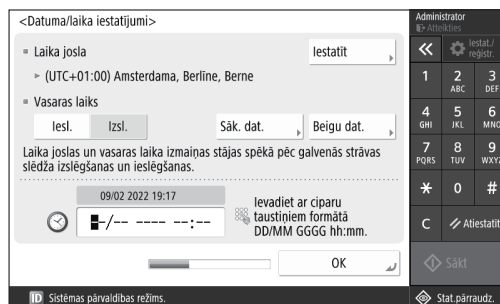 <Datuma/laika iestatījumi>
Laika josla
Iestatīt
(UTC+01:00) Amsterdama, Berlīne, Berne
Vasaras laiks
Iesl.
Izsl.
Sāk. dat.
Beigu dat.
Laika joslas un vasaras laika izmaiņas stājas spēkā pēc galvenās strāvas
slēdža izslēgšanas un ieslēgšanas.
09/02 2022 19:17
--/-- ---- --:--
Ievadiet ar ciparu
taustiņiem formātā
DD/MM GGGG hh:mm.
OK
ID Sistēmas pārvaldības režīms.
Administrator
Atteikties
Iestat./
reģistr.
1
2
ABC
3
DEF
4
GHI
5
JKL
6
MNO
7
PQRS
8
TUV
9
WXYZ
*
0
#
C
Atiestatīt
Sākt
Stat.pārraudz.